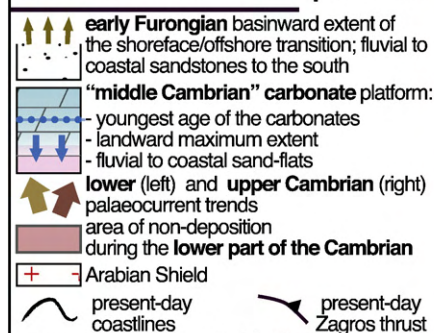 early Furongian basinward extent of
the shoreface/offshore transition; fluvial to
coastal sandstones to the south
“middle Cambrian” carbonate platform:
- youngest age of the carbonates
- landward maximum extent
- fluvial to coastal sand-flats
lower (left) and upper Cambrian (right)
palaeocurrent trends
area of non-deposition
during the lower part of the Cambrian
Arabian Shield
present-day coastlines
present-day Zagros thrust